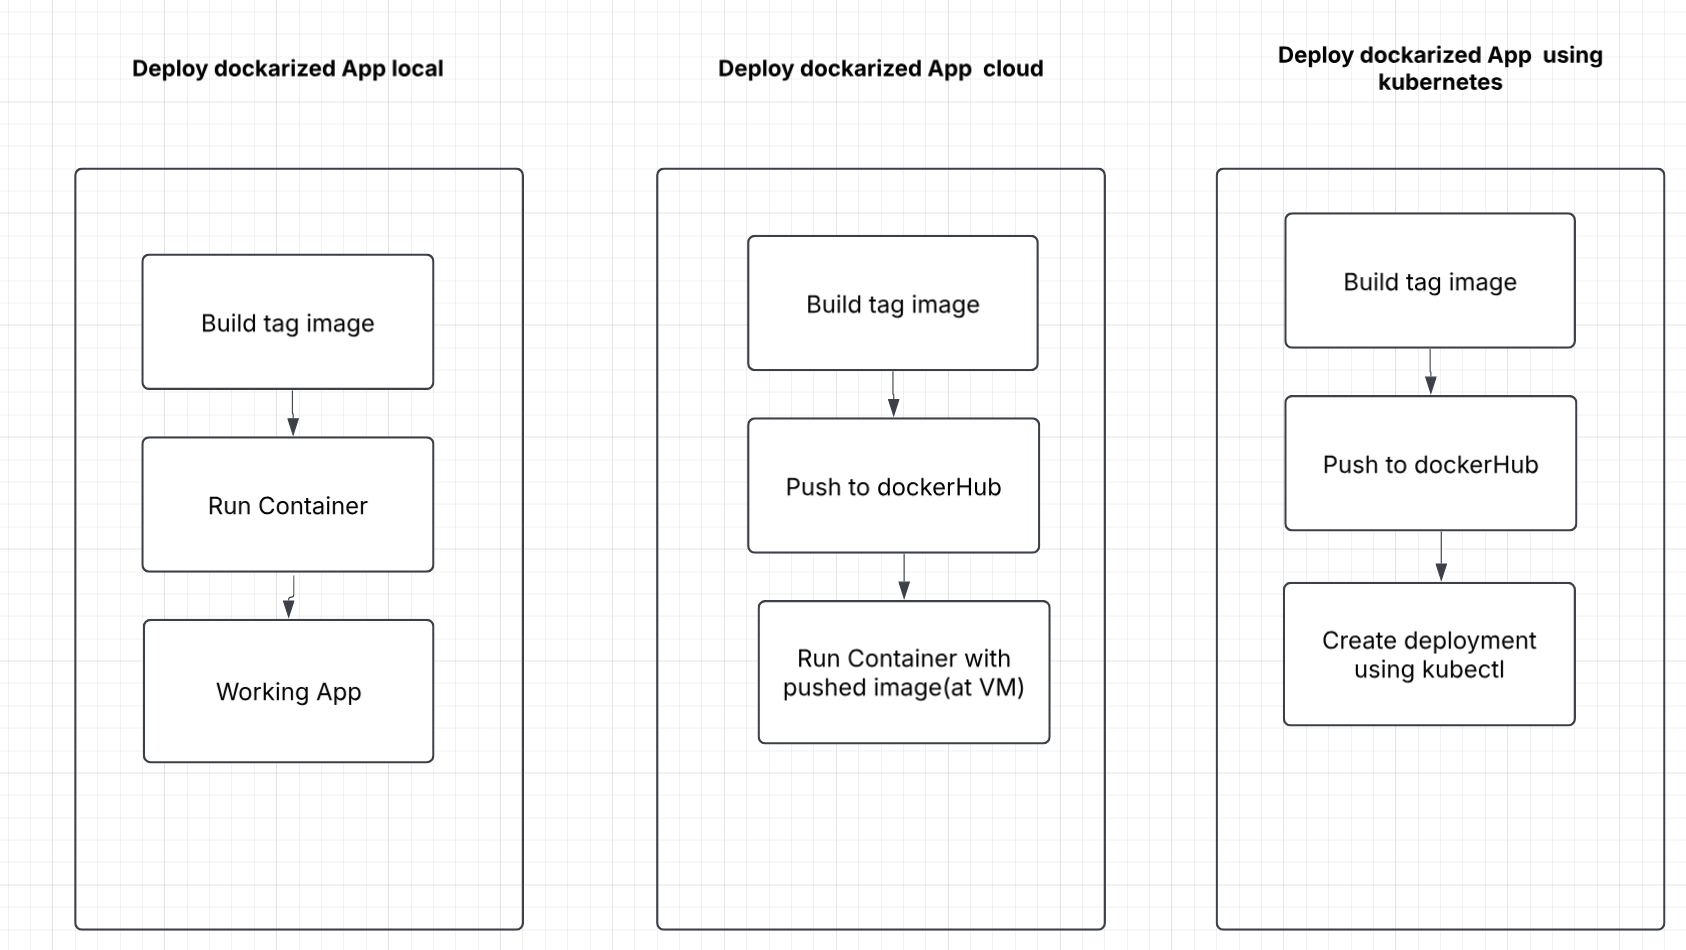 Deploy dockarized App local
Build tag image
Run Container
Working App
Deploy dockarized App  cloud
Build tag image
Push to dockerHub
Run Container with
pushed image(at VM)
Deploy dockarized App  using
kubernetes
Build tag image
Push to dockerHub
Create deployment
using kubectl